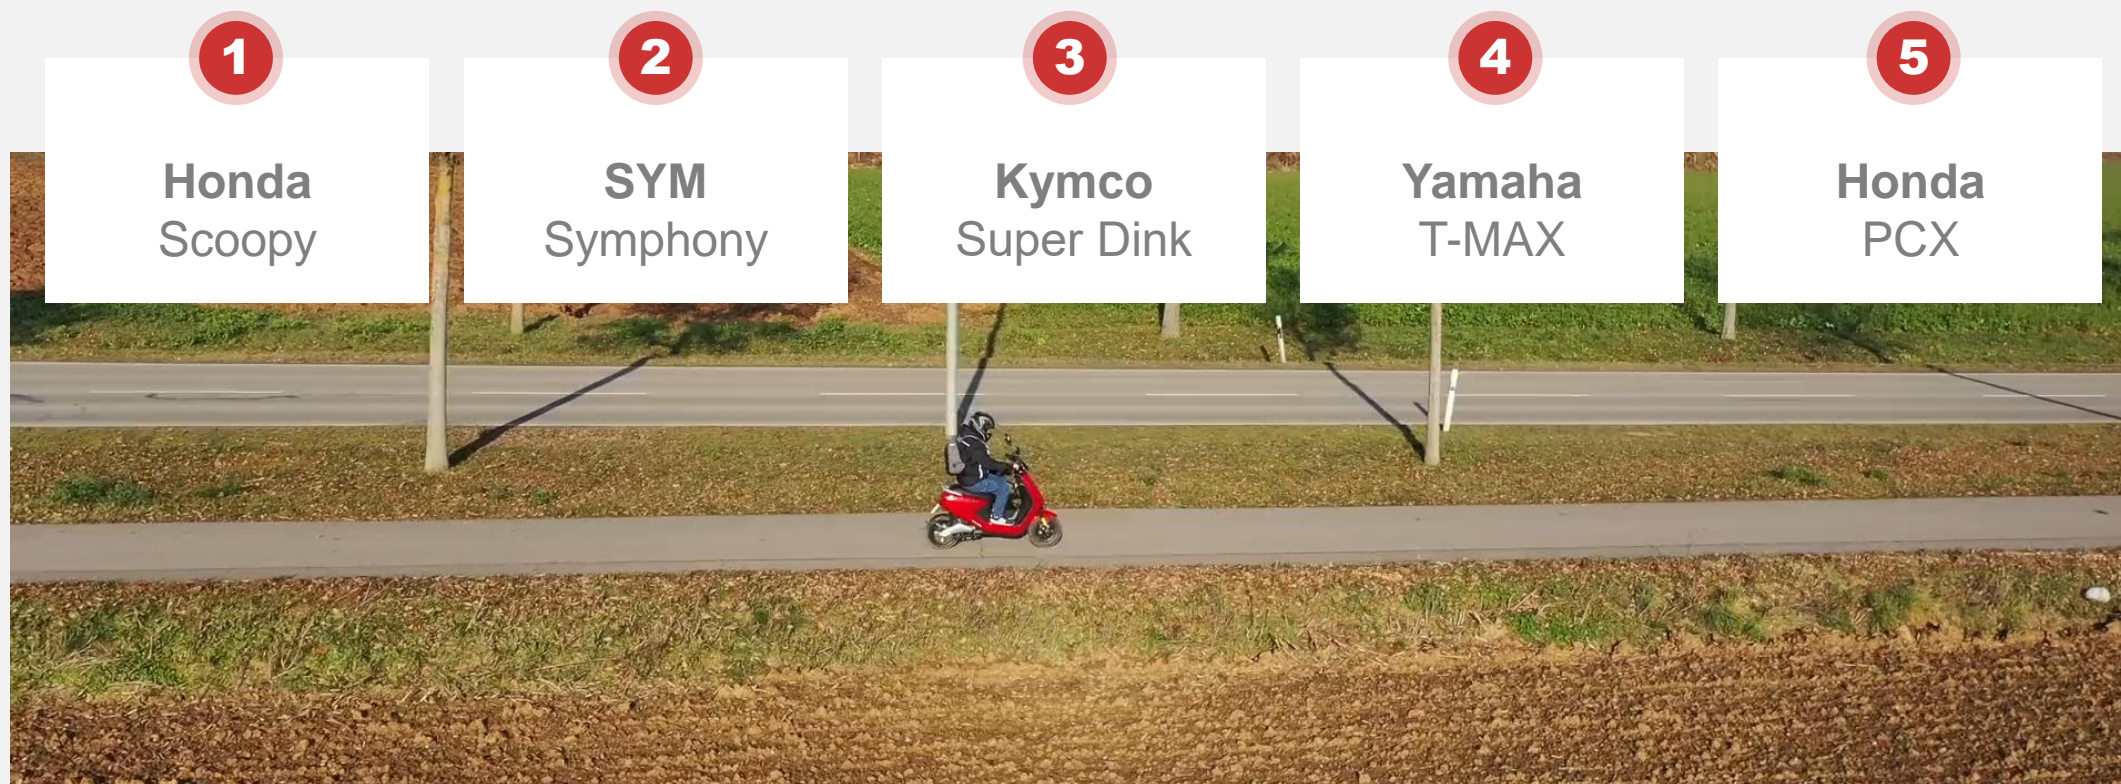 1
Honda
Scoopy
2
SYM
Symphony
3
Kymco
Super Dink
4
Yamaha
T-MAX
5
Honda
PCX